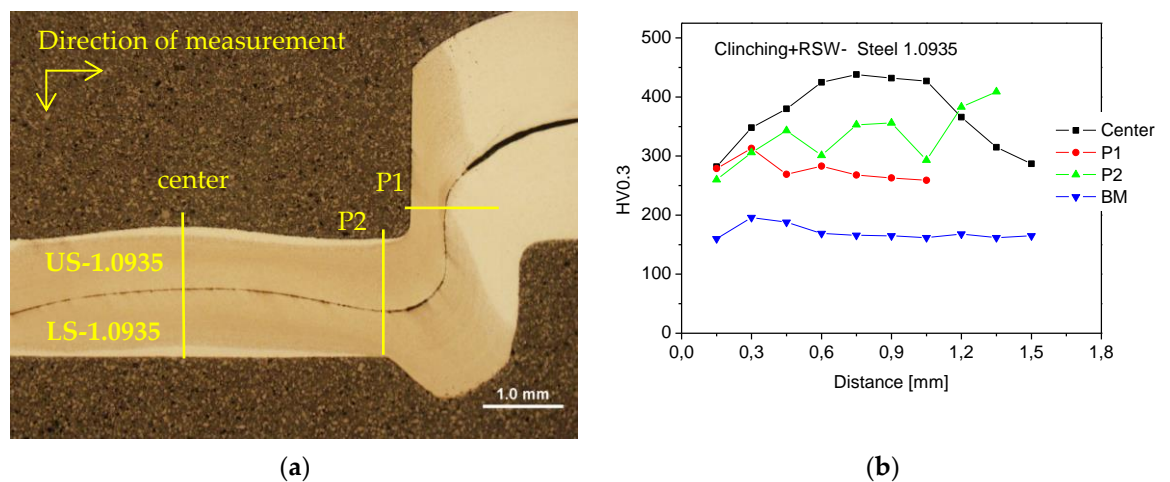 Direction of measurement
center
P1
P2
US-1.0935
LS-1.0935
1.0 mm
(a)
Clinching+RSW- Steel 1.0935
HV0.3
500
400
300
200
100
0
0,0 0,3 0,6 0,9 1,2 1,5 1,8
Distance [mm]
Center
P1
P2
BM
(b)